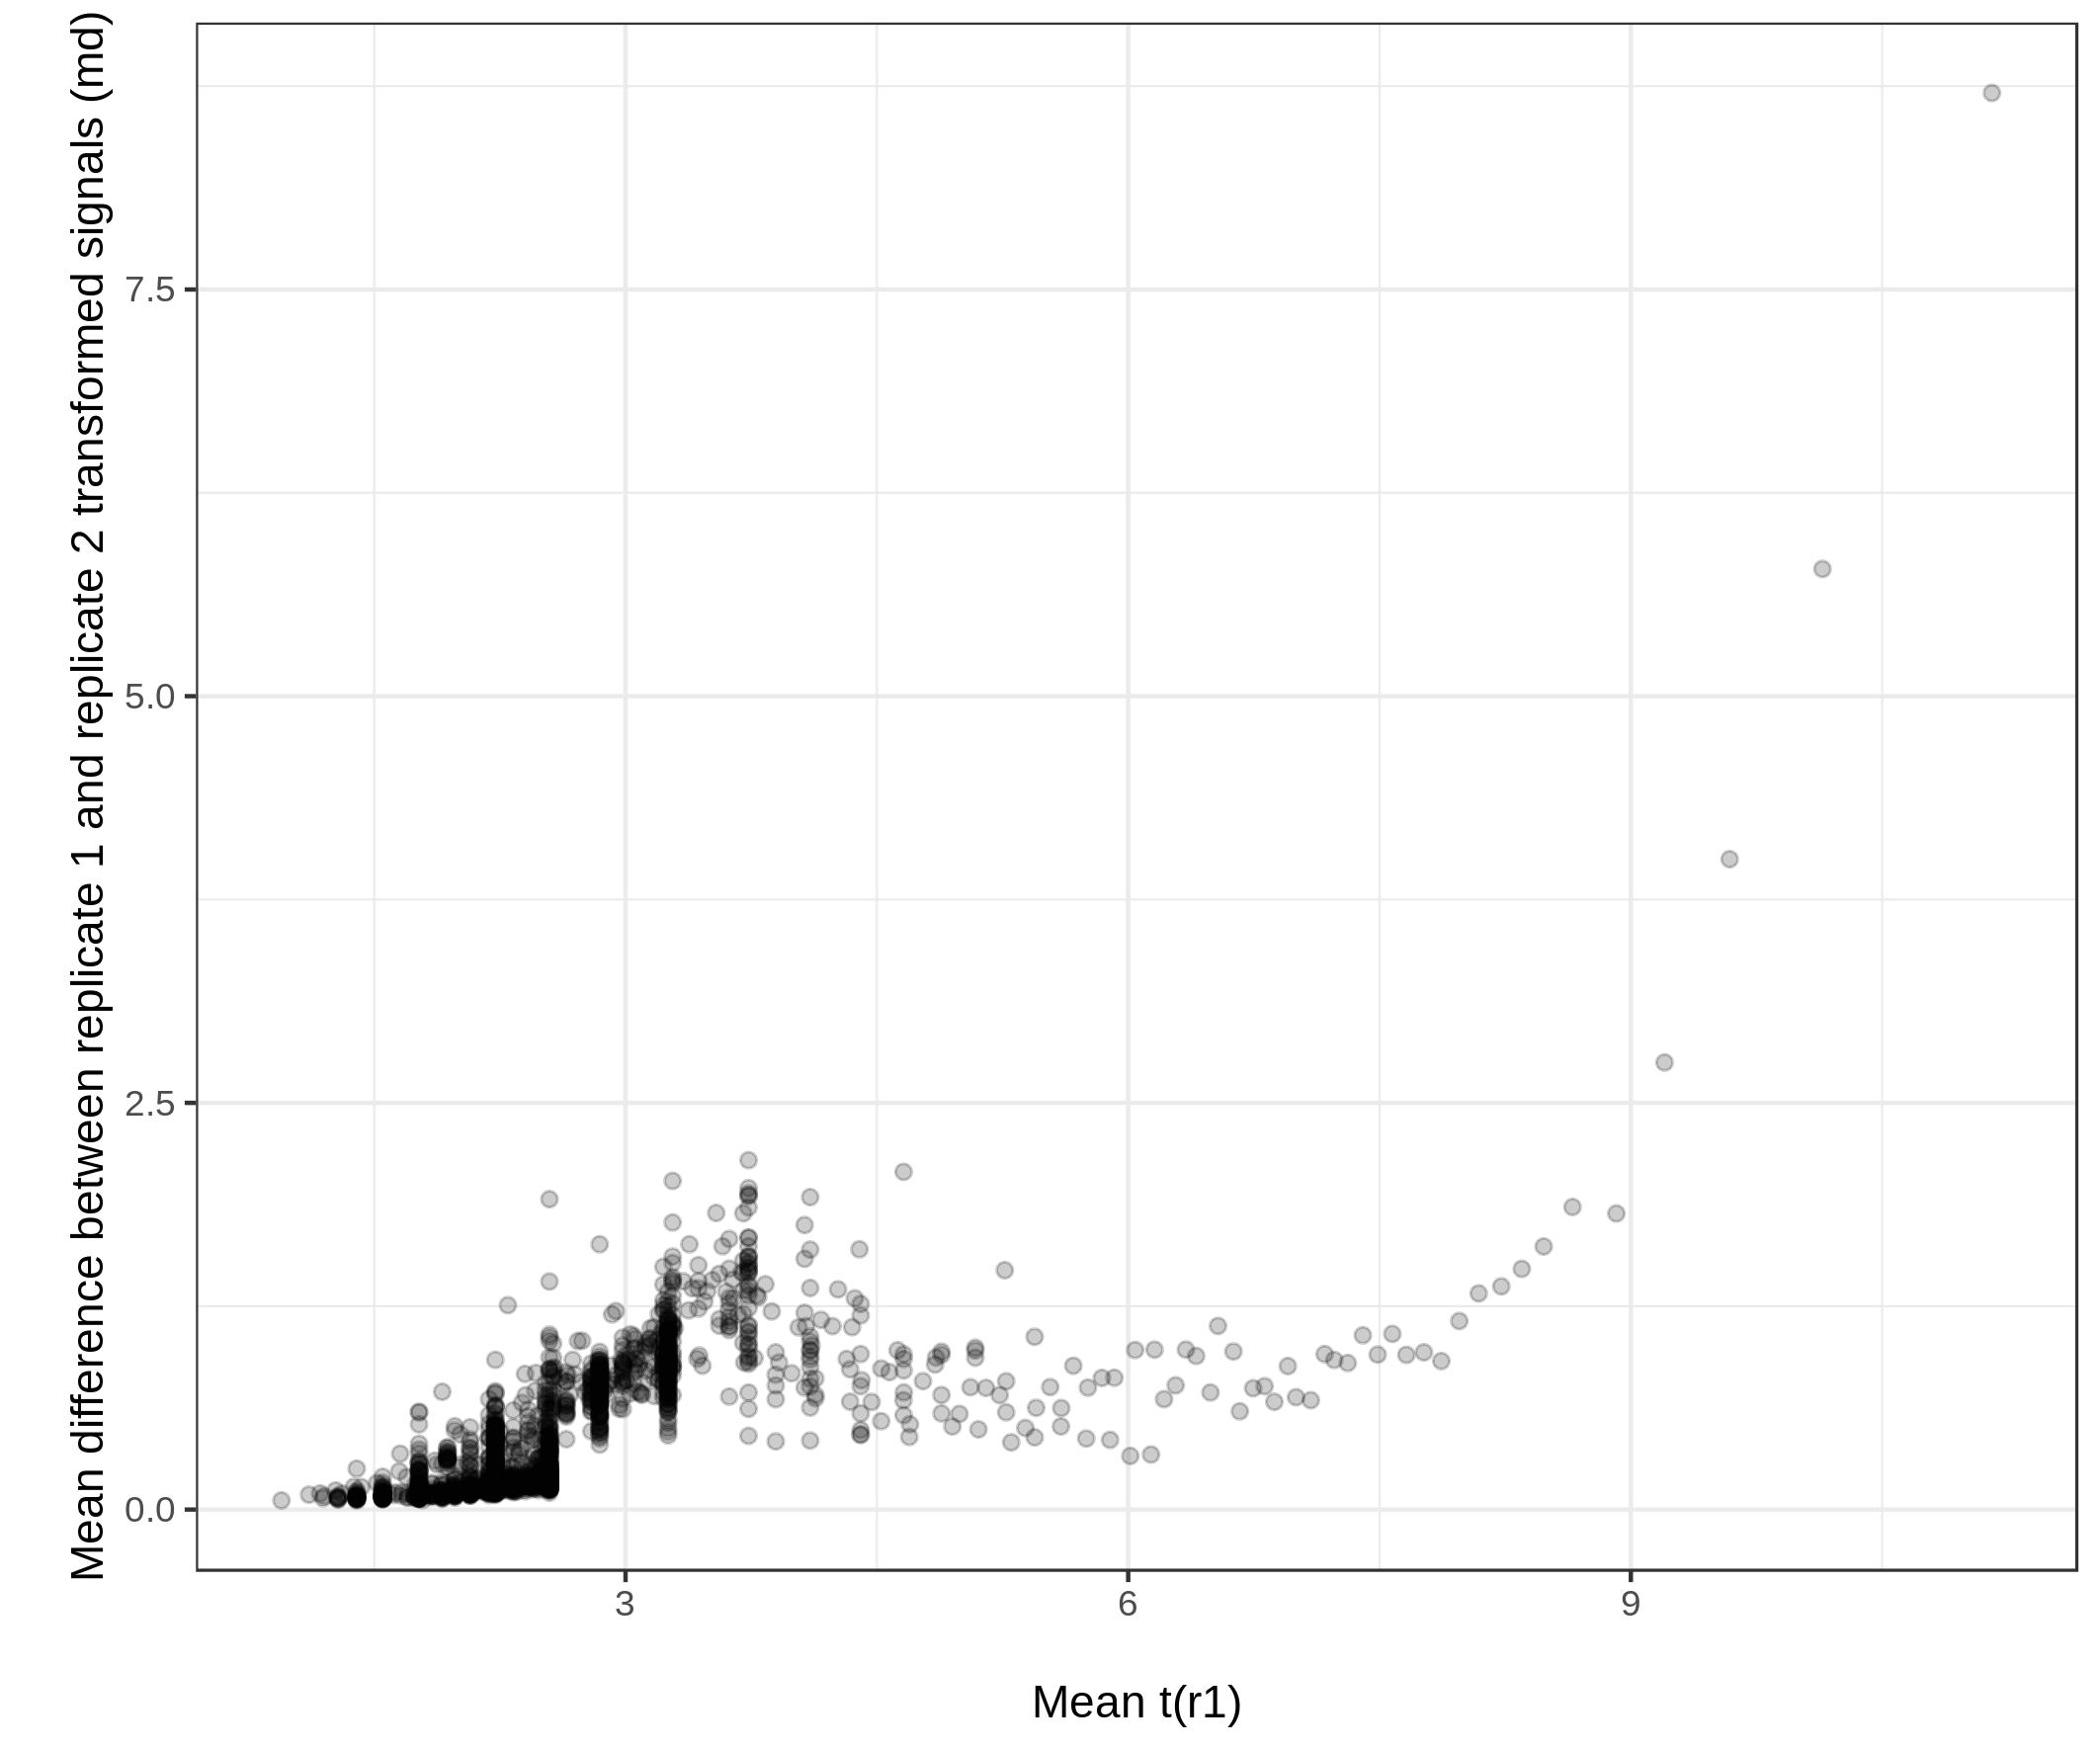 Mean difference between replicate 1 and replicate 2 transformed signals (md)
7.5
5.0
2.5
0.0
3 6 9
Mean t(r1)